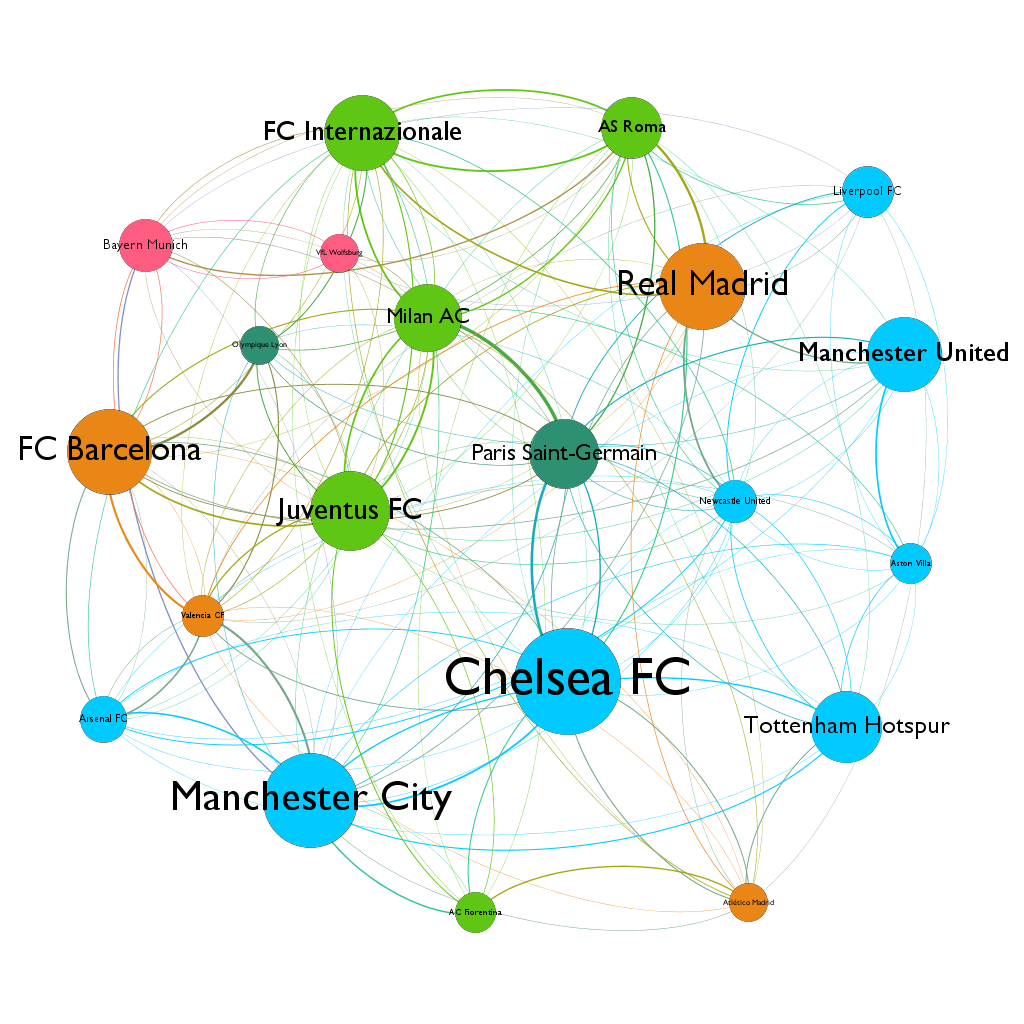 FC Internazionale
AS Roma
Liverpool FC
Bayern Munich
VfL Wolfsburg
Real Madrid
Milan AC
Olympique Lyon
Manchester United
FC Barcelona
Paris Saint-Germain
Newcastle United
Juventus FC
Aston Villa
Valencia CF
Chelsea FC
Arsenal FC
Tottenham Hotspur
Manchester City
Atlético Madrid
AC Fiorentina